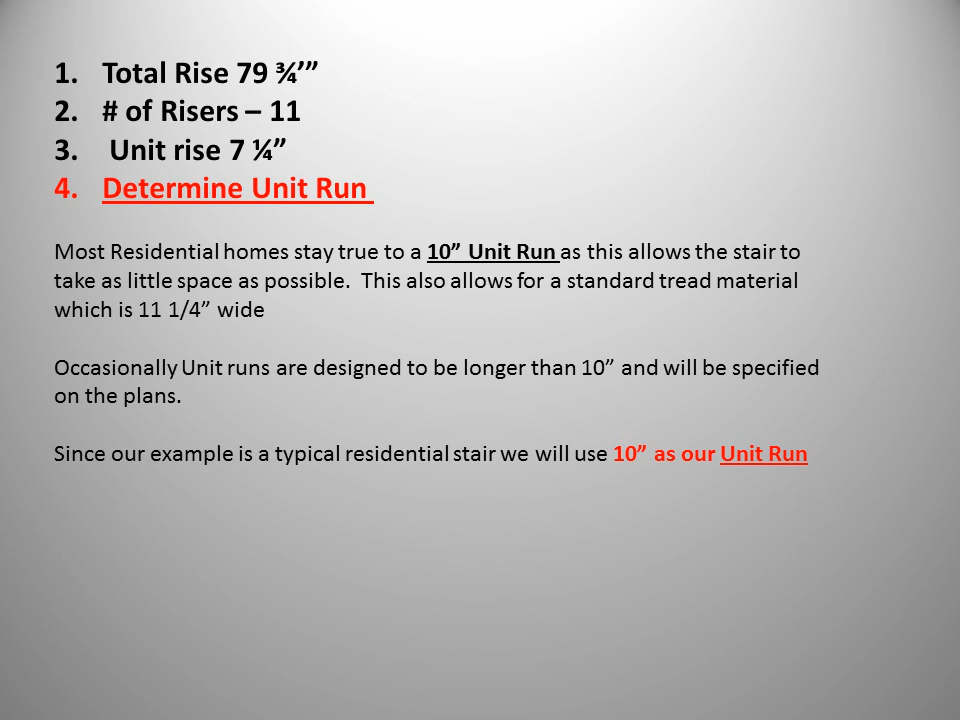 1. Total Rise 79 ¾’”
2. # of Risers – 11
3. Unit rise 7 ¼”
4. Determine Unit Run
Most Residential homes stay true to a 10” Unit Run as this allows the stair to
take as little space as possible. This also allows for a standard tread material
which is 11 1/4” wide
Occasionally Unit runs are designed to be longer than 10” and will be specified
on the plans.
Since our example is a typical residential stair we will use 10” as our Unit Run